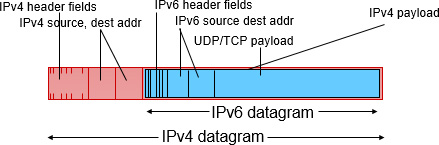 IPv4 header fields
IPv4 source, dest addr
IPv6 header fields
IPv6 source dest addr
UDP/TCP payload
IPv4 payload
IPv6 datagram
IPv4 datagram